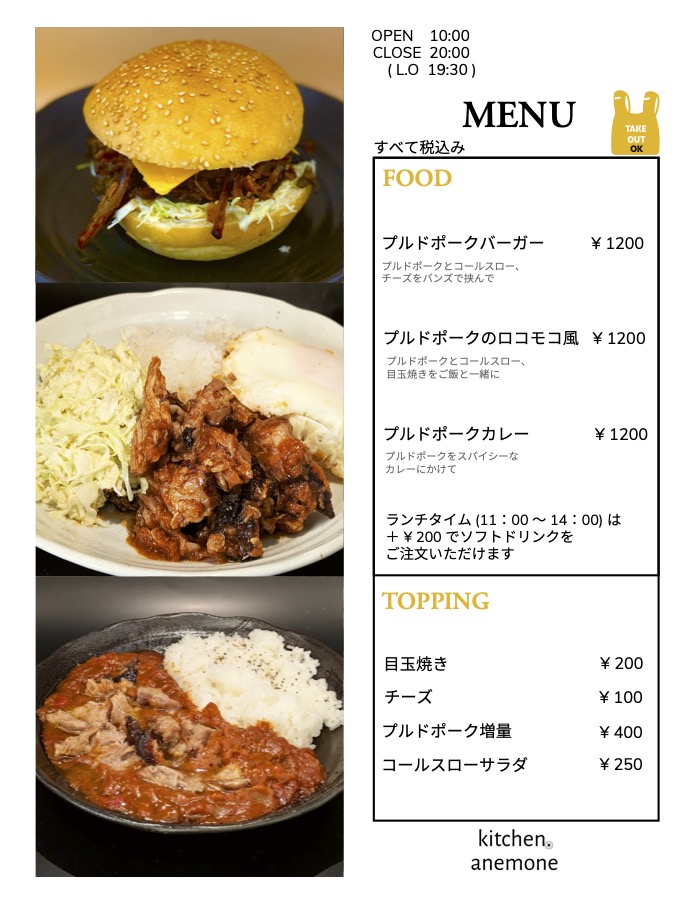 OPEN 10:00
CLOSE 20:00
( L.O 19:30 )
MENU
TAKE
OUT
OK
すべて税込み
FOOD
プルドポークバーガー ¥ 1200
プルドポークとコールスロー、
チーズをバンズで挟んで
プルドポークのロコモコ風 ¥ 1200
プルドポークとコールスロー、
目玉焼きをご飯と一緒に
プルドポークカレー ¥ 1200
プルドポークをスパイシーな
カレーにかけて
ランチタイム (11：00 〜 14：00) は
＋ ¥ 200 でソフトドリンクを
ご注文いただけます
TOPPING
目玉焼き ¥ 200
チーズ ¥ 100
プルドポーク増量 ¥ 400
コールスローサラダ ¥ 250
kitchen.
anemone